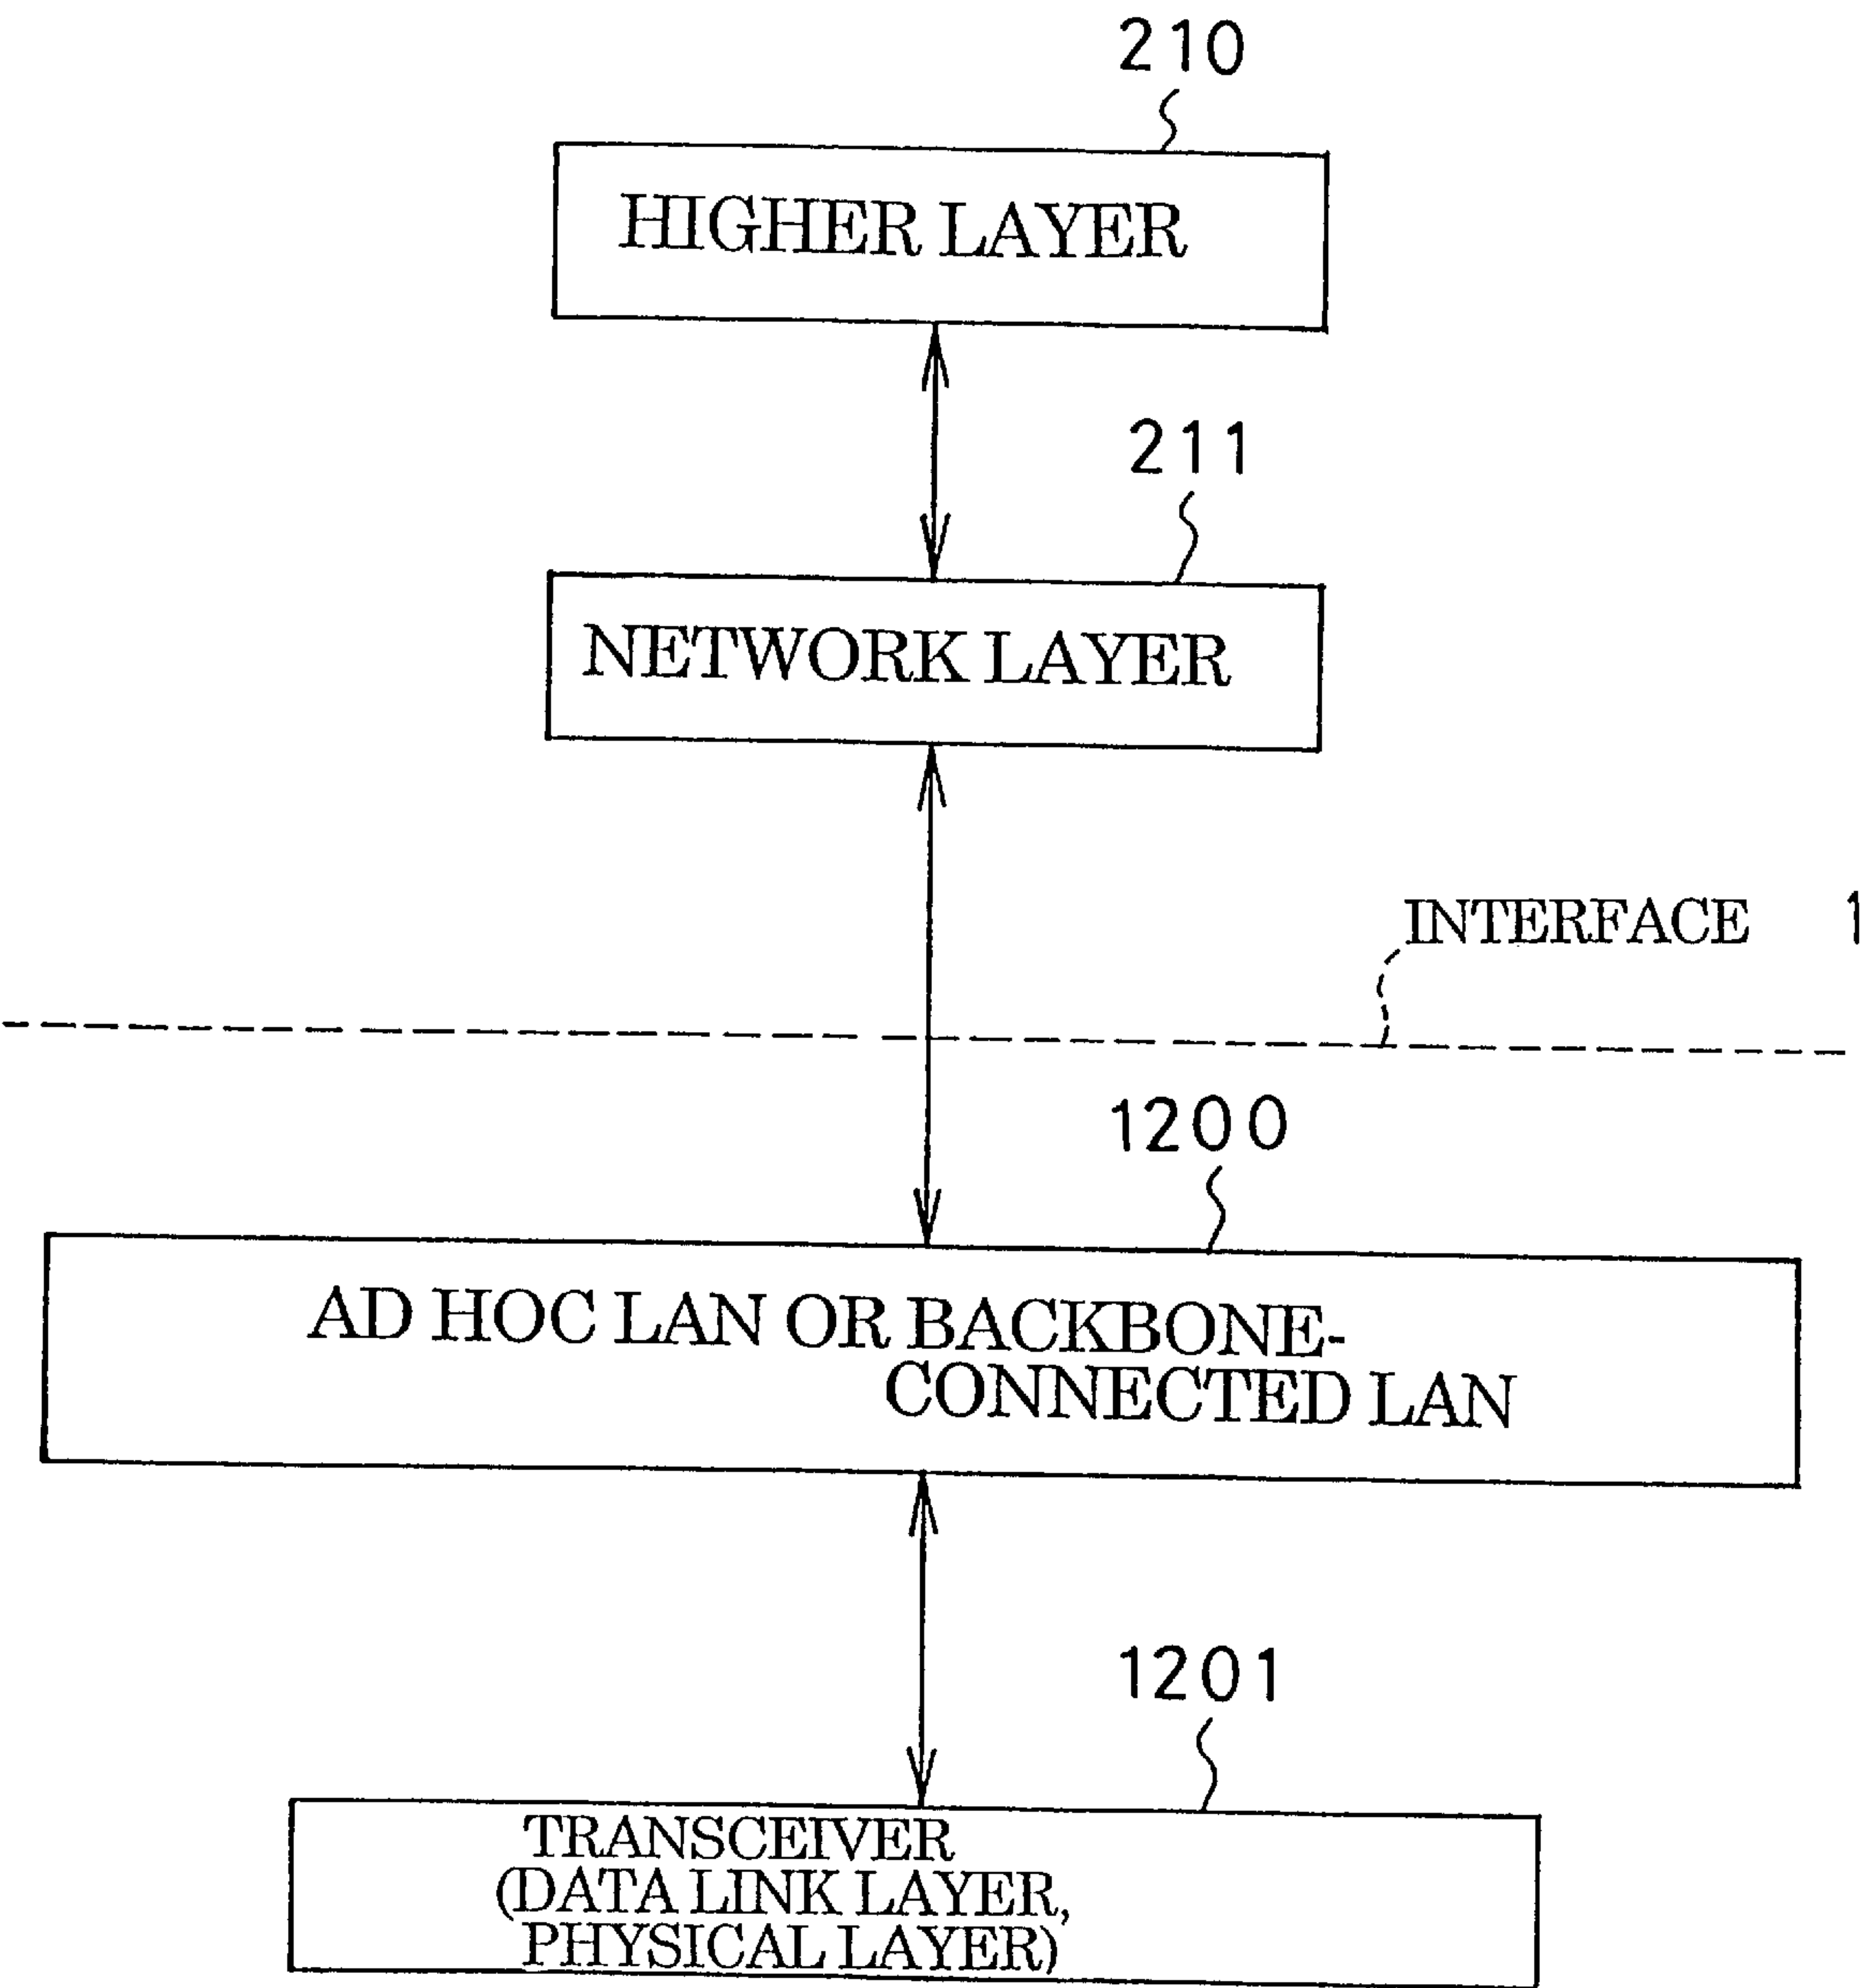 210
HIGHER LAYER
211
NETWORK LAYER
INTERFACE 1
1200
AD HOC LAN OR BACKBONE-
CONNECTED LAN
1201
TRANSCEIVER
(DATA LINK LAYER,
PHYSICAL LAYER)